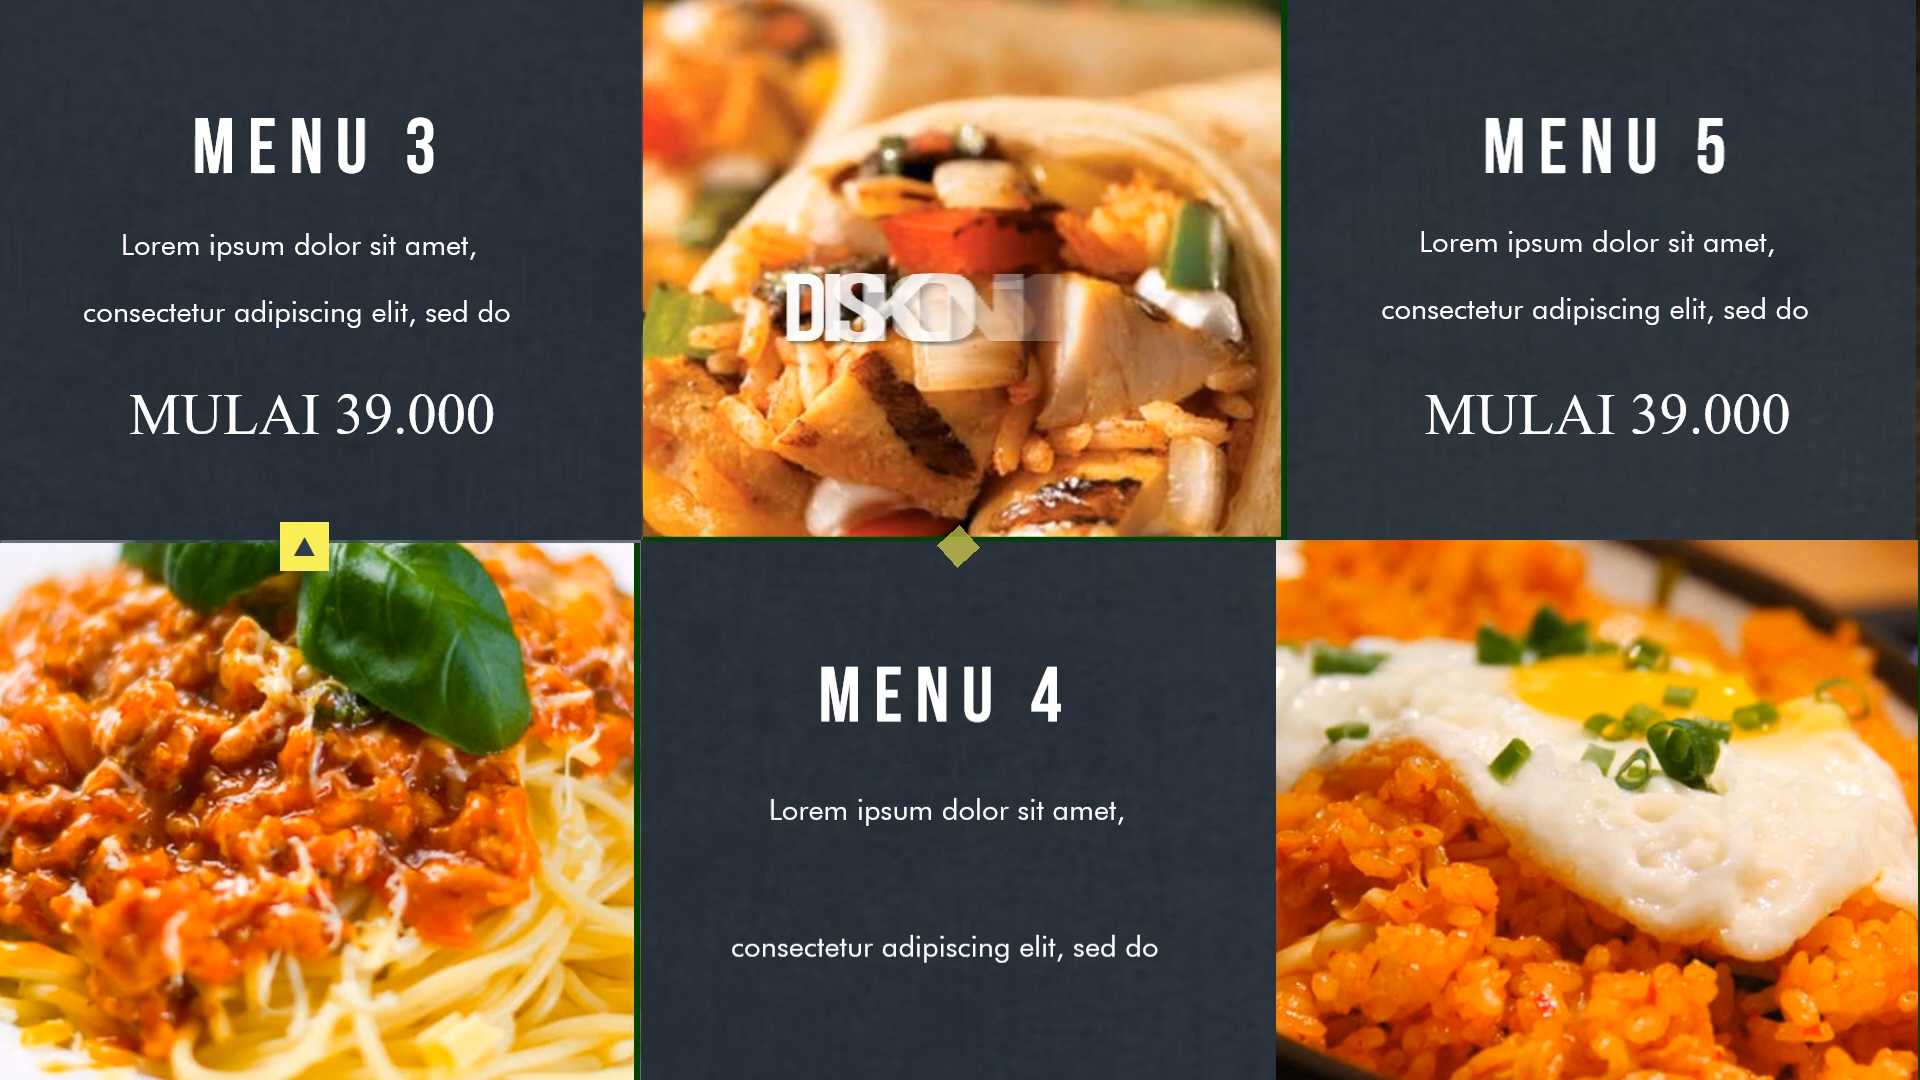 MENU 3
Lorem ipsum dolor sit amet,
consectetur adipiscing elit, sed do
MULAI 39.000
DISKON
MENU 5
Lorem ipsum dolor sit amet,
consectetur adipiscing elit, sed do
MULAI 39.000
MENU 4
Lorem ipsum dolor sit amet,
consectetur adipiscing elit, sed do